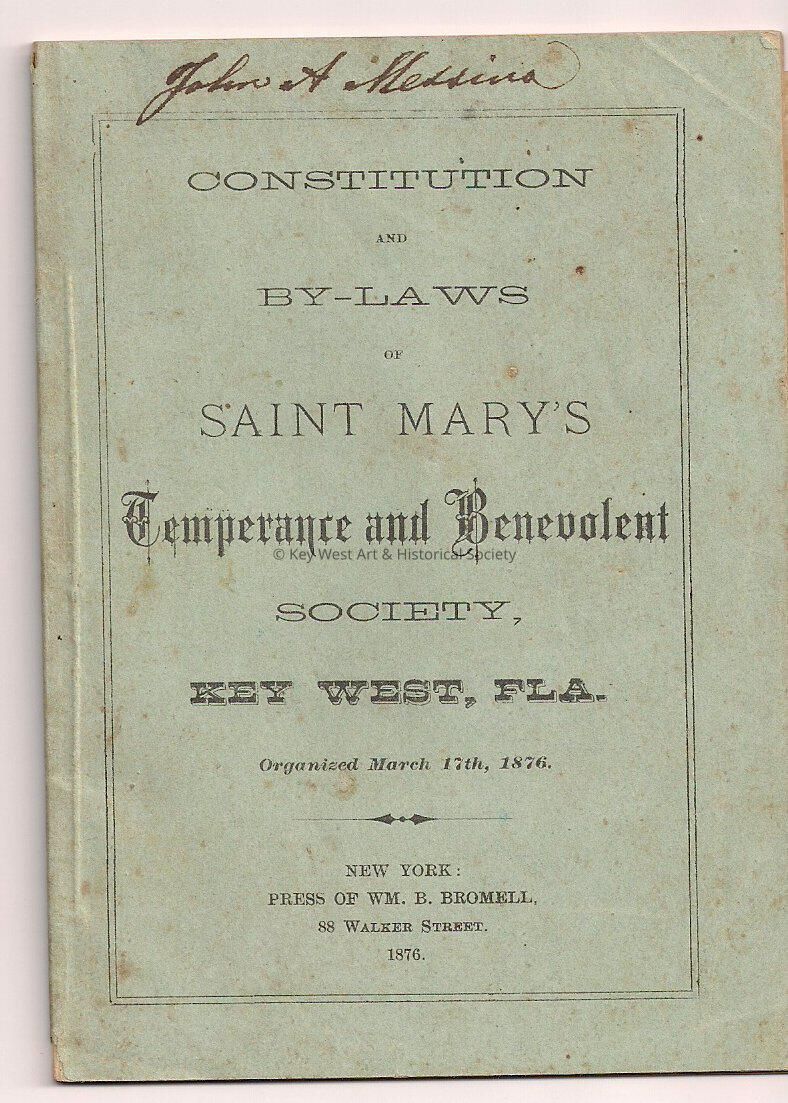 John A Messina
CONSTITUTION
AND
BY-LAWS
OF
SAINT MARY'S
Temperance and Benevolent
© Key West Art & Historical Society
SOCIETY,
KEY WEST, FLA.
Organized March 17th, 1876.
NEW YORK:
PRESS OF WM. B. BROMELL,
88 WALKER STREET.
1876.